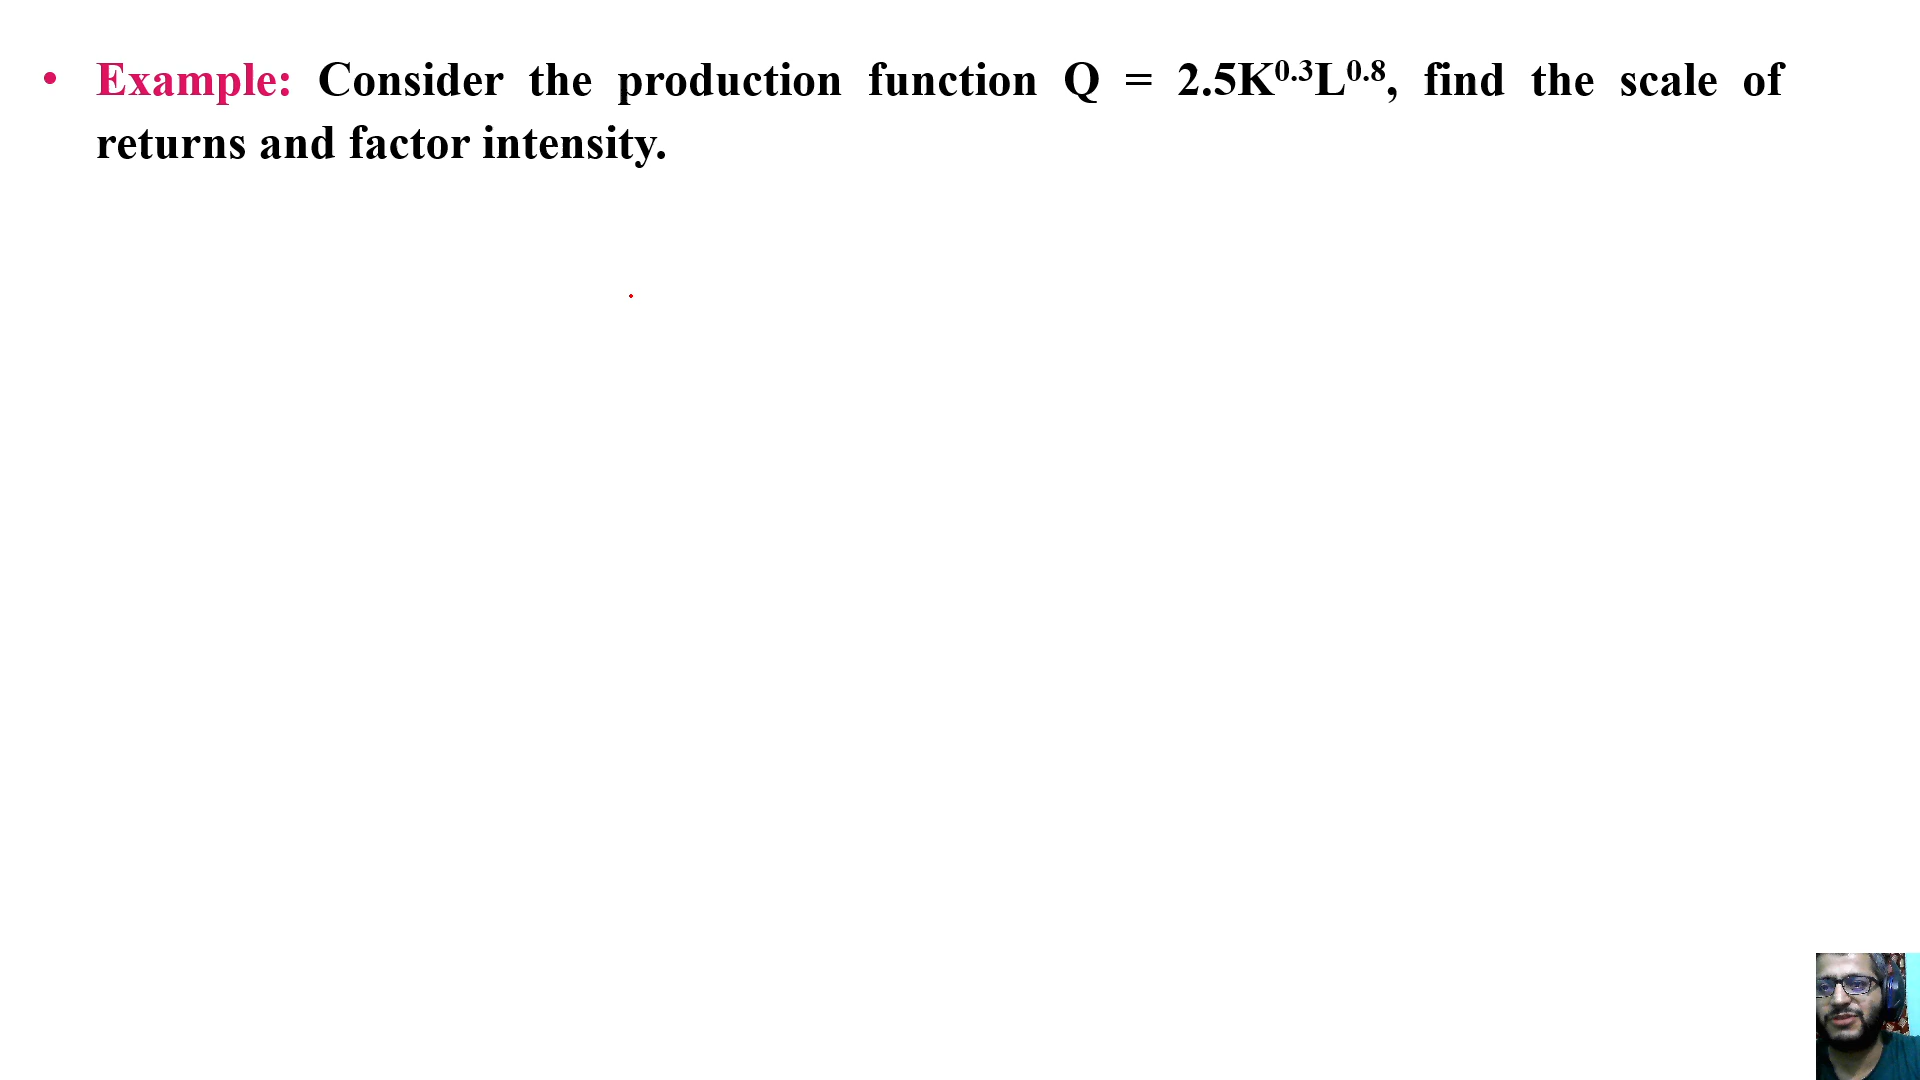 • Example: Consider the production function Q = 2.5K⁰·³L⁰·⁸, find the scale of
returns and factor intensity.